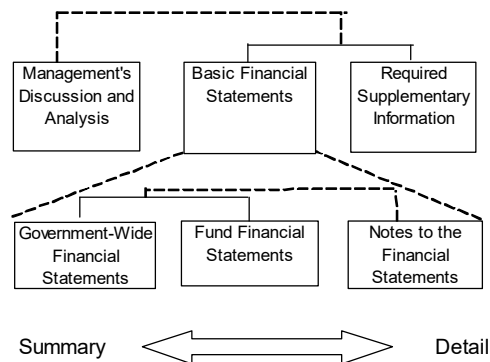 Management's
Discussion and
Analysis
Basic Financial
Statements
Required
Supplementary
Information
Government-Wide
Financial
Statements
Fund Financial
Statements
Notes to the
Financial
Statements
Summary
Detail